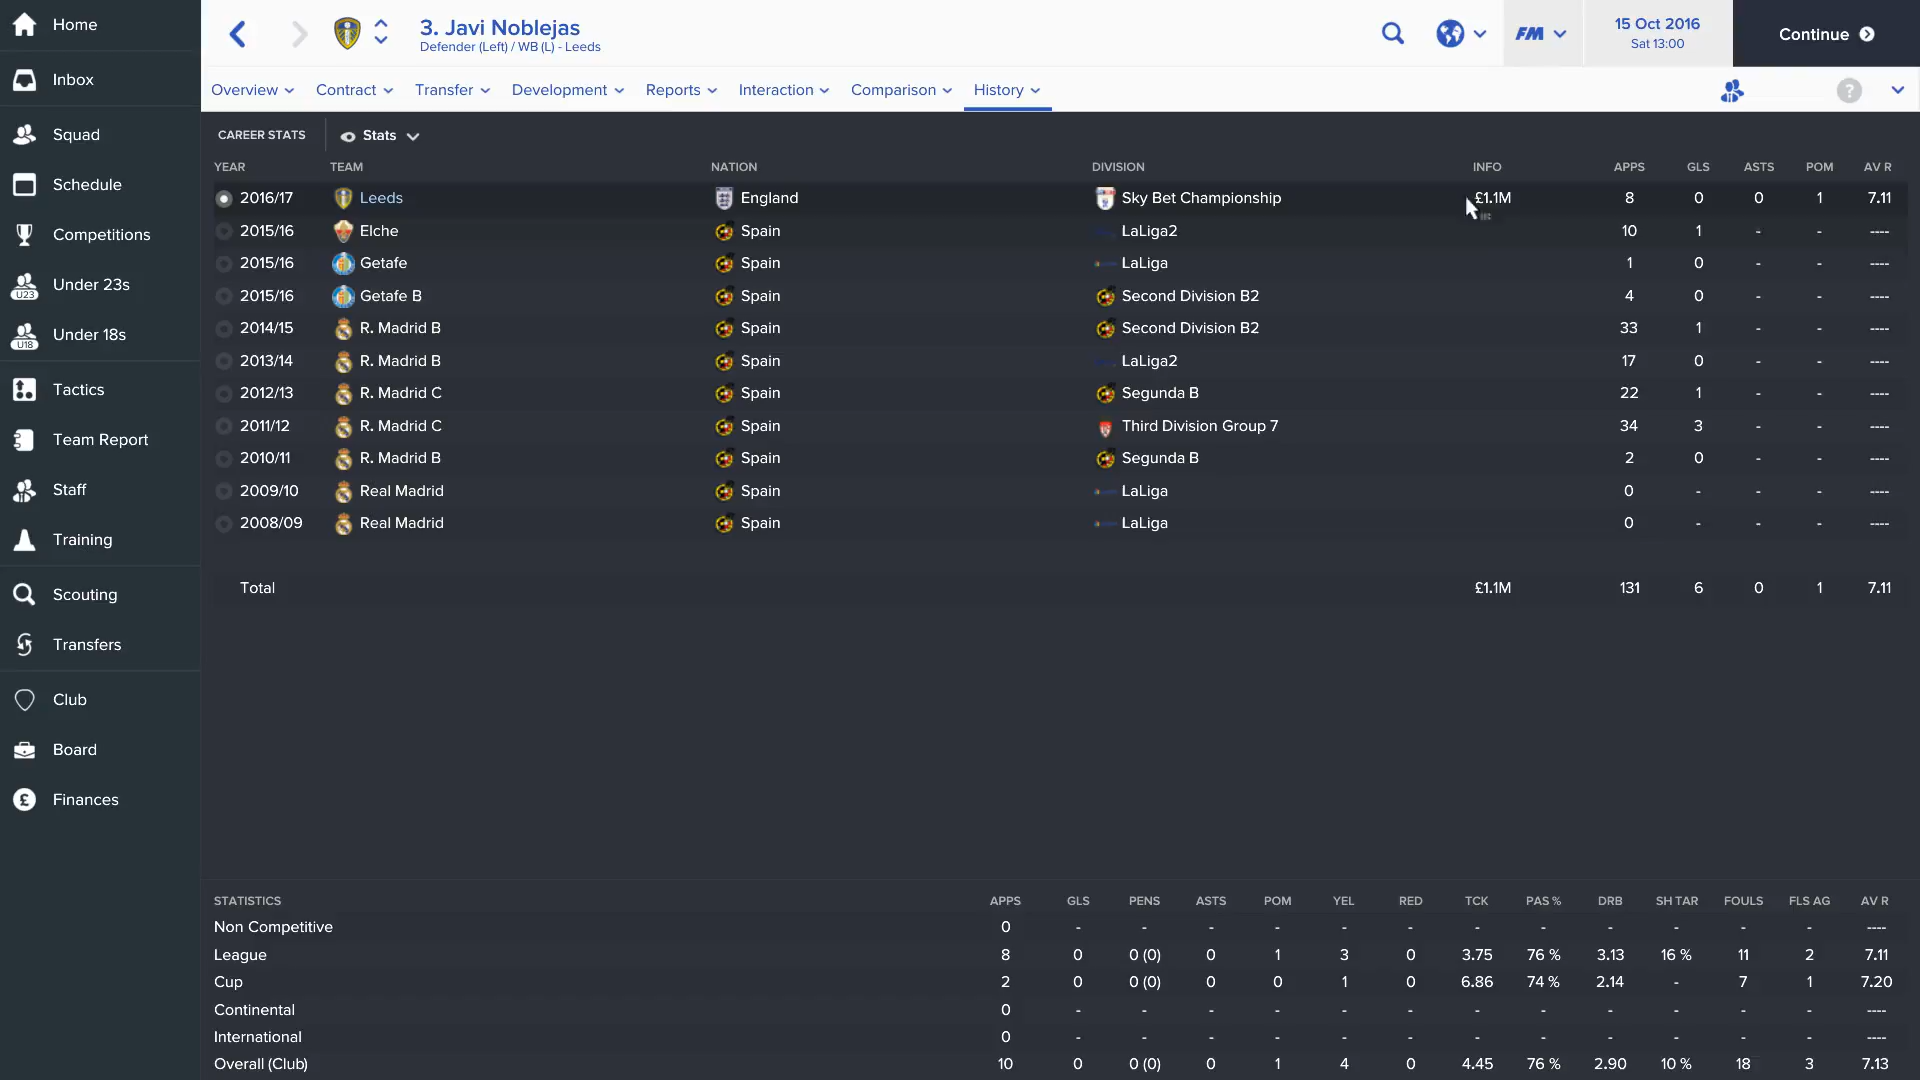 Home
Inbox
Squad
Schedule
Competitions
U23 Under 23s
U18 Under 18s
Tactics
Team Report
Staff
Training
Scouting
Transfers
Club
Board
£ Finances
3. Javi Noblejas
Defender (Left) / WB (L) - Leeds
FM
15 Oct 2016
Sat 13:00
Continue
Overview Contract Transfer Development Reports Interaction Comparison History ?
CAREER STATS Stats
YEAR TEAM NATION DIVISION INFO APPS GLS ASTS POM AV R
2016/17 Leeds England Sky Bet Championship £1.1M 8 0 0 1 7.11
2015/16 Elche Spain LaLiga2 10 1 - - ----
2015/16 Getafe Spain LaLiga 1 0 - - ----
2015/16 Getafe B Spain Second Division B2 4 0 - - ----
2014/15 R. Madrid B Spain Second Division B2 33 1 - - ----
2013/14 R. Madrid B Spain LaLiga2 17 0 - - ----
2012/13 R. Madrid C Spain Segunda B 22 1 - - ----
2011/12 R. Madrid C Spain Third Division Group 7 34 3 - - ----
2010/11 R. Madrid B Spain Segunda B 2 0 - - ----
2009/10 Real Madrid Spain LaLiga 0 - - - ----
2008/09 Real Madrid Spain LaLiga 0 - - - ----
Total £1.1M 131 6 0 1 7.11
STATISTICS APPS GLS PENS ASTS POM YEL RED TCK PAS % DRB SH TAR FOULS FLS AG AV R
Non Competitive 0 - - - - - - - - - - - - ----
League 8 0 0 (0) 0 1 3 0 3.75 76 % 3.13 16 % 11 2 7.11
Cup 2 0 0 (0) 0 0 1 0 6.86 74 % 2.14 - 7 1 7.20
Continental 0 - - - - - - - - - - - - ----
International 0 - - - - - - - - - - - - ----
Overall (Club) 10 0 0 (0) 0 1 4 0 4.45 76 % 2.90 10 % 18 3 7.13